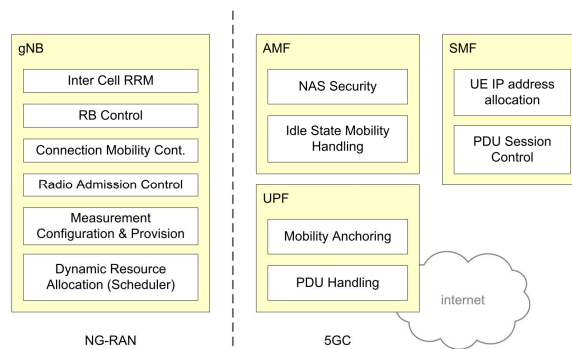 gNB
Inter Cell RRM
RB Control
Connection Mobility Cont.
Radio Admission Control
Measurement
Configuration & Provision
Dynamic Resource
Allocation (Scheduler)
NG-RAN
AMF
NAS Security
Idle State Mobility
Handling
SMF
UE IP address
allocation
PDU Session
Control
UPF
Mobility Anchoring
PDU Handling
internet
5GC